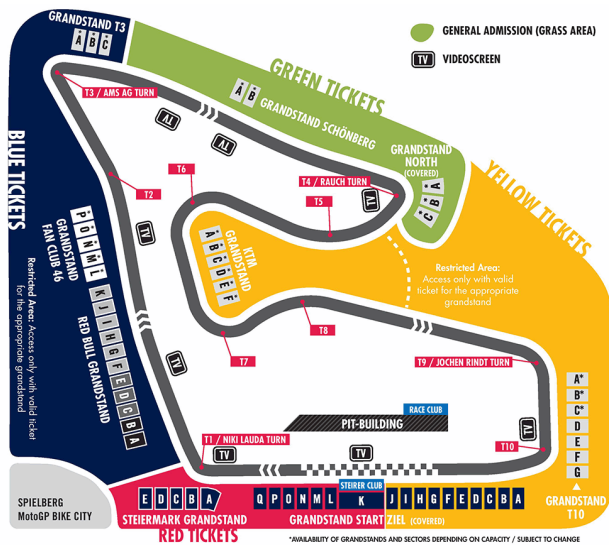 GRANDSTAND T3
A B C
GENERAL ADMISSION (GRASS AREA)
TV VIDEOSCREEN
GREEN TICKETS
A B GRANDSTAND SCHÖNBERG
T3 / AMS AG TURN
TV
TV
GRANDSTAND
NORTH
(COVERED)
C B A
YELLOW TICKETS
BLUE TICKETS
T6
T4 / RAUCH TURN
T2
T5
TV
TV
KTM
GRANDSTAND
A B C D E F
P O N M L
GRANDSTAND
FAN CLUB 46
Restricted Area: Access only with valid ticket
for the appropriate grandstand
K J I H G F E D C B A
RED BULL GRANDSTAND
Restricted Area:
Access only with valid
ticket for the appropriate
grandstand
T8
T7
TV
T9 / JOCHEN RINDT TURN
A*
B*
C*
D
E
F
G
GRANDSTAND
T10
RACE CLUB
PIT-BUILDING
T1 / NIKI LAUDA TURN
T10
TV
TV
TV
STEIRER CLUB
SPIELBERG
MotoGP BIKE CITY
E D C B A
STEIERMARK GRANDSTAND
RED TICKETS
Q P O N M L K J I H G F E D C B A
GRANDSTAND START ZIEL (COVERED)
*AVAILABILITY OF GRANDSTANDS AND SECTORS DEPENDING ON CAPACITY / SUBJECT TO CHANGE